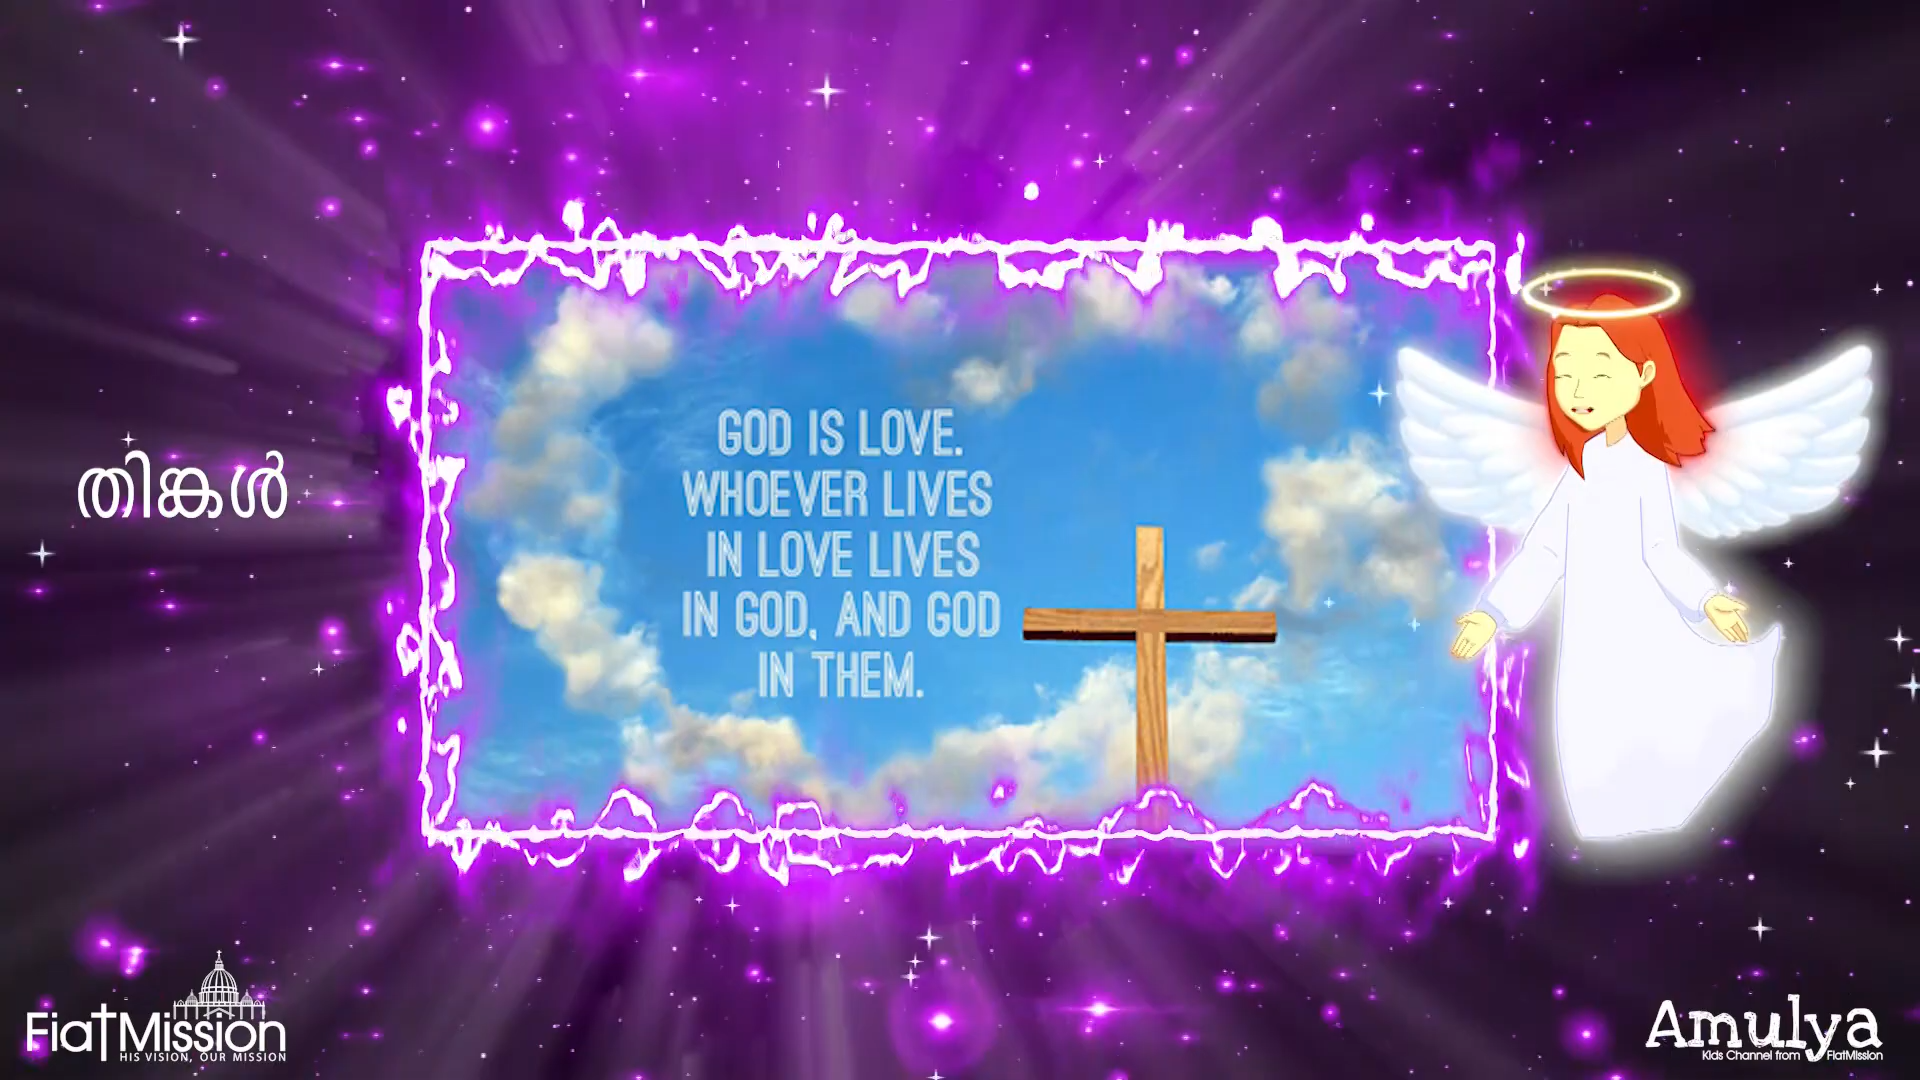 തിങ്കൾ
GOD IS LOVE.
WHOEVER LIVES
IN LOVE LIVES
IN GOD, AND GOD
IN THEM.
FiatMission
HIS VISION, OUR MISSION
Amulya
Kids Channel from FiatMission